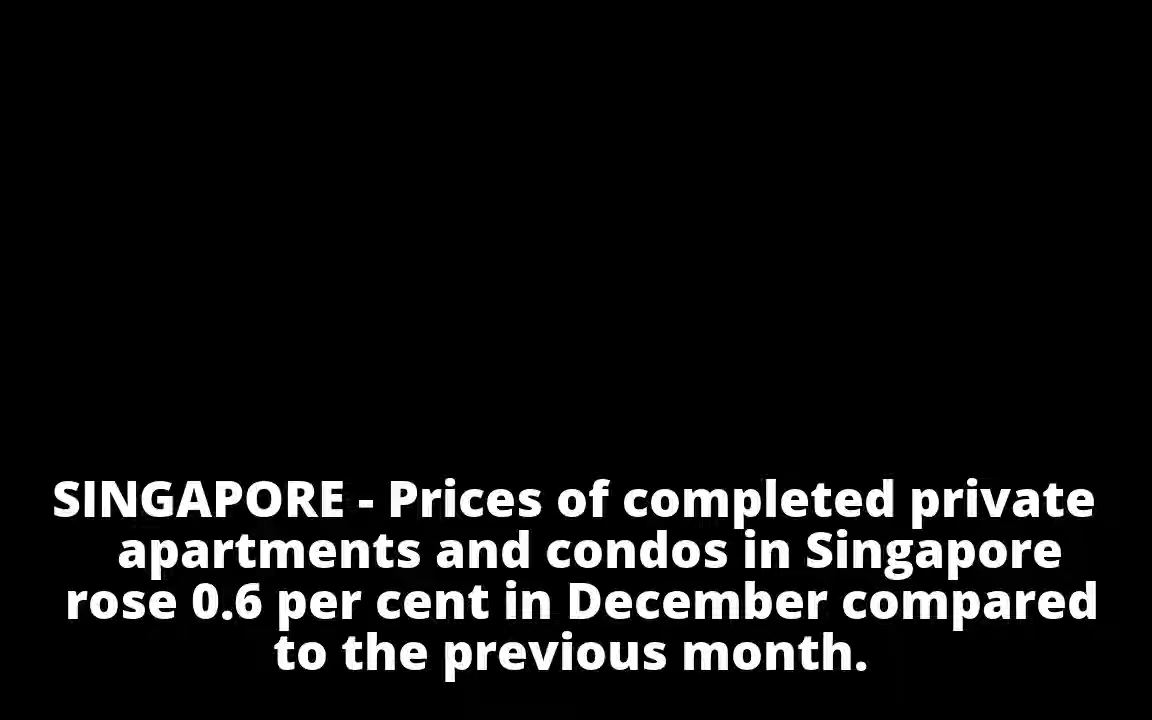 SINGAPORE - Prices of completed private
apartments and condos in Singapore
rose 0.6 per cent in December compared
to the previous month.